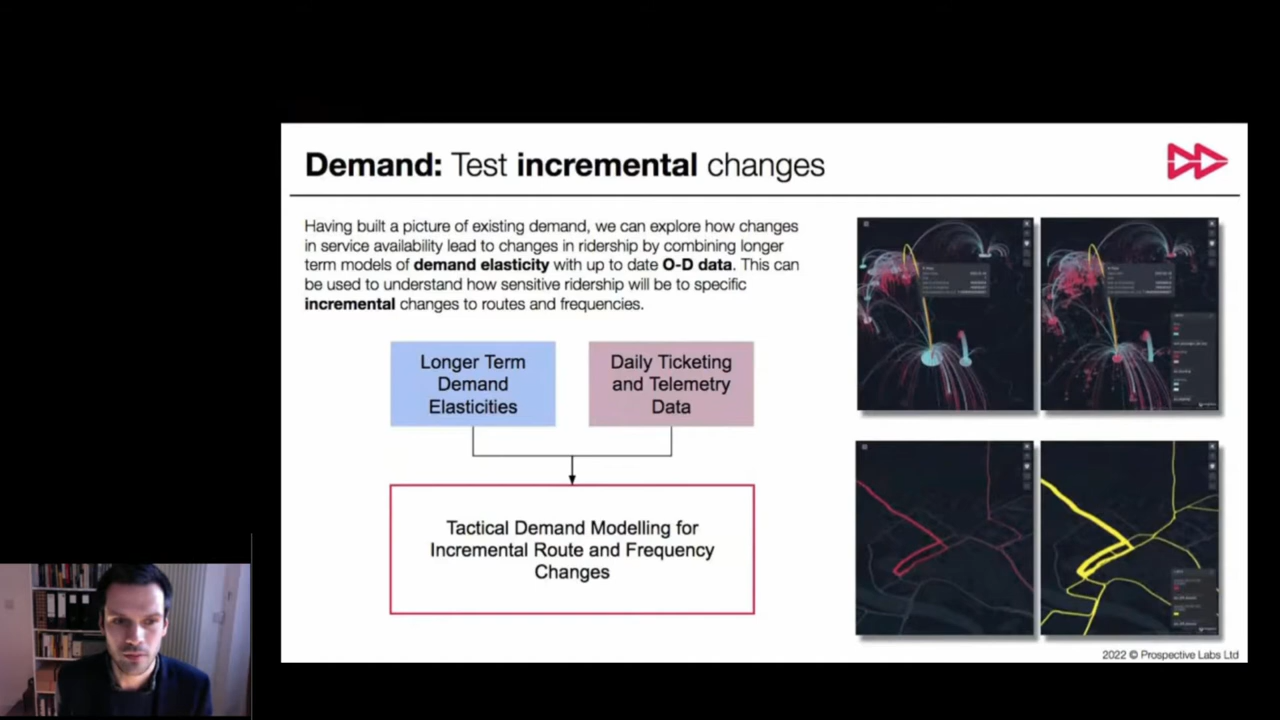 Demand: Test incremental changes
Having built a picture of existing demand, we can explore how changes
in service availability lead to changes in ridership by combining longer
term models of demand elasticity with up to date O-D data. This can
be used to understand how sensitive ridership will be to specific
incremental changes to routes and frequencies.
Longer Term
Demand
Elasticities
Daily Ticketing
and Telemetry
Data
Tactical Demand Modelling for
Incremental Route and Frequency
Changes
2022 © Prospective Labs Ltd